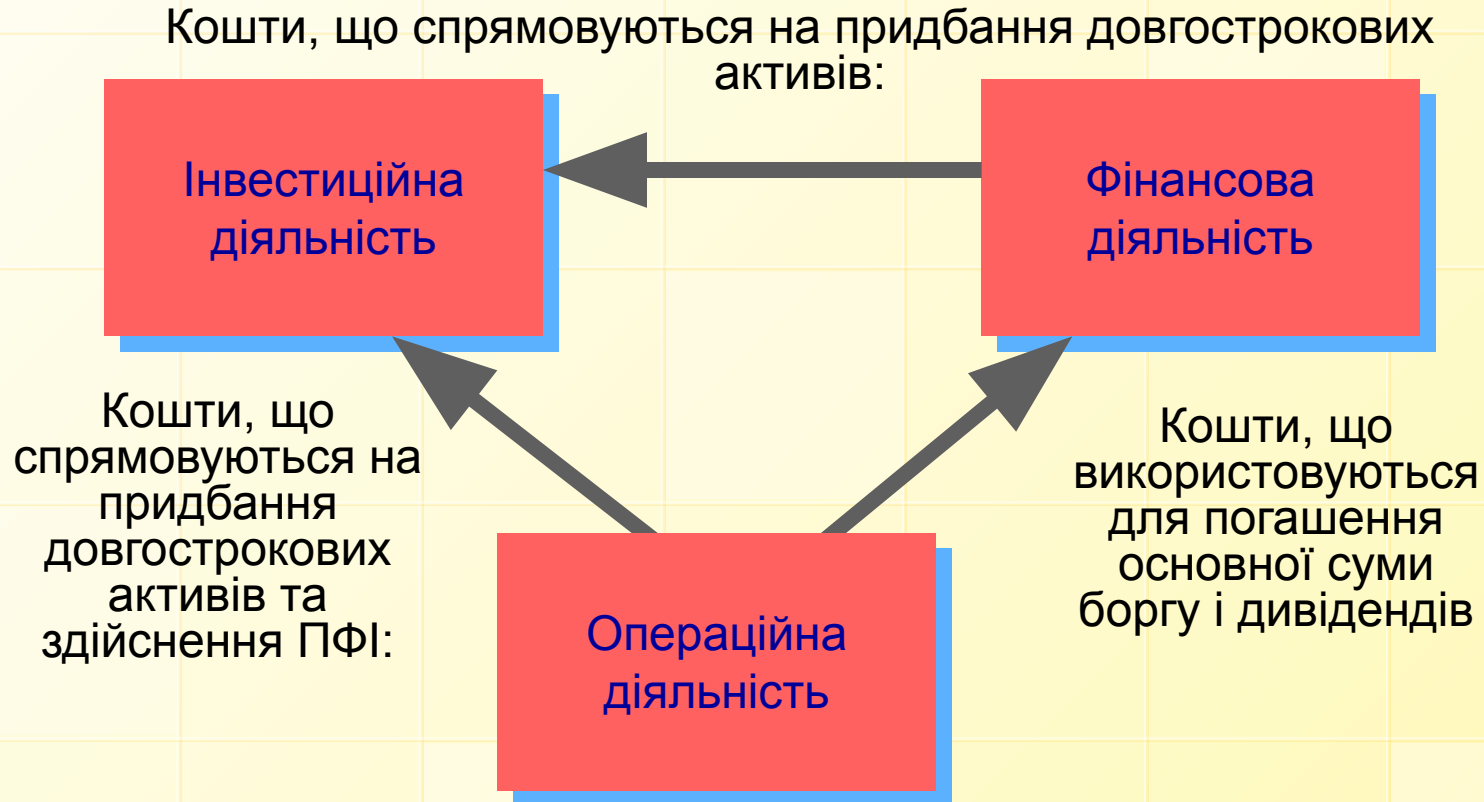 Кошти, що спрямовуються на придбання довгострокових
активів:
Інвестиційна
діяльність
Фінансова
діяльність
Кошти, що
спрямовуються на
придбання
довгострокових
активів та
здійснення ПФІ:
Кошти, що
використовуються
для погашення
основної суми
боргу і дивідендів
Операційна
діяльність